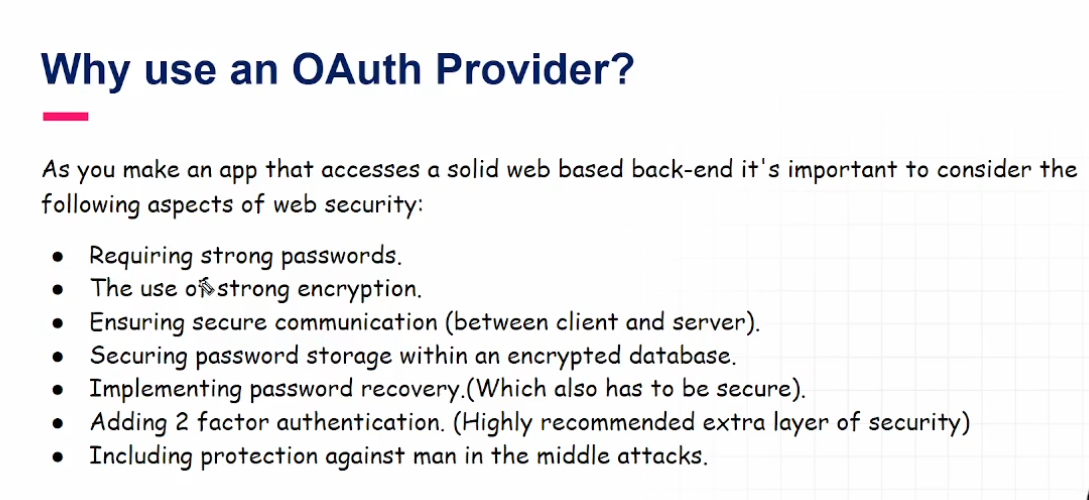 Why use an OAuth Provider?
As you make an app that accesses a solid web based back-end it's important to consider the
following aspects of web security:
● Requiring strong passwords.
● The use of strong encryption.
● Ensuring secure communication (between client and server).
● Securing password storage within an encrypted database.
● Implementing password recovery.(Which also has to be secure).
● Adding 2 factor authentication. (Highly recommended extra layer of security)
● Including protection against man in the middle attacks.